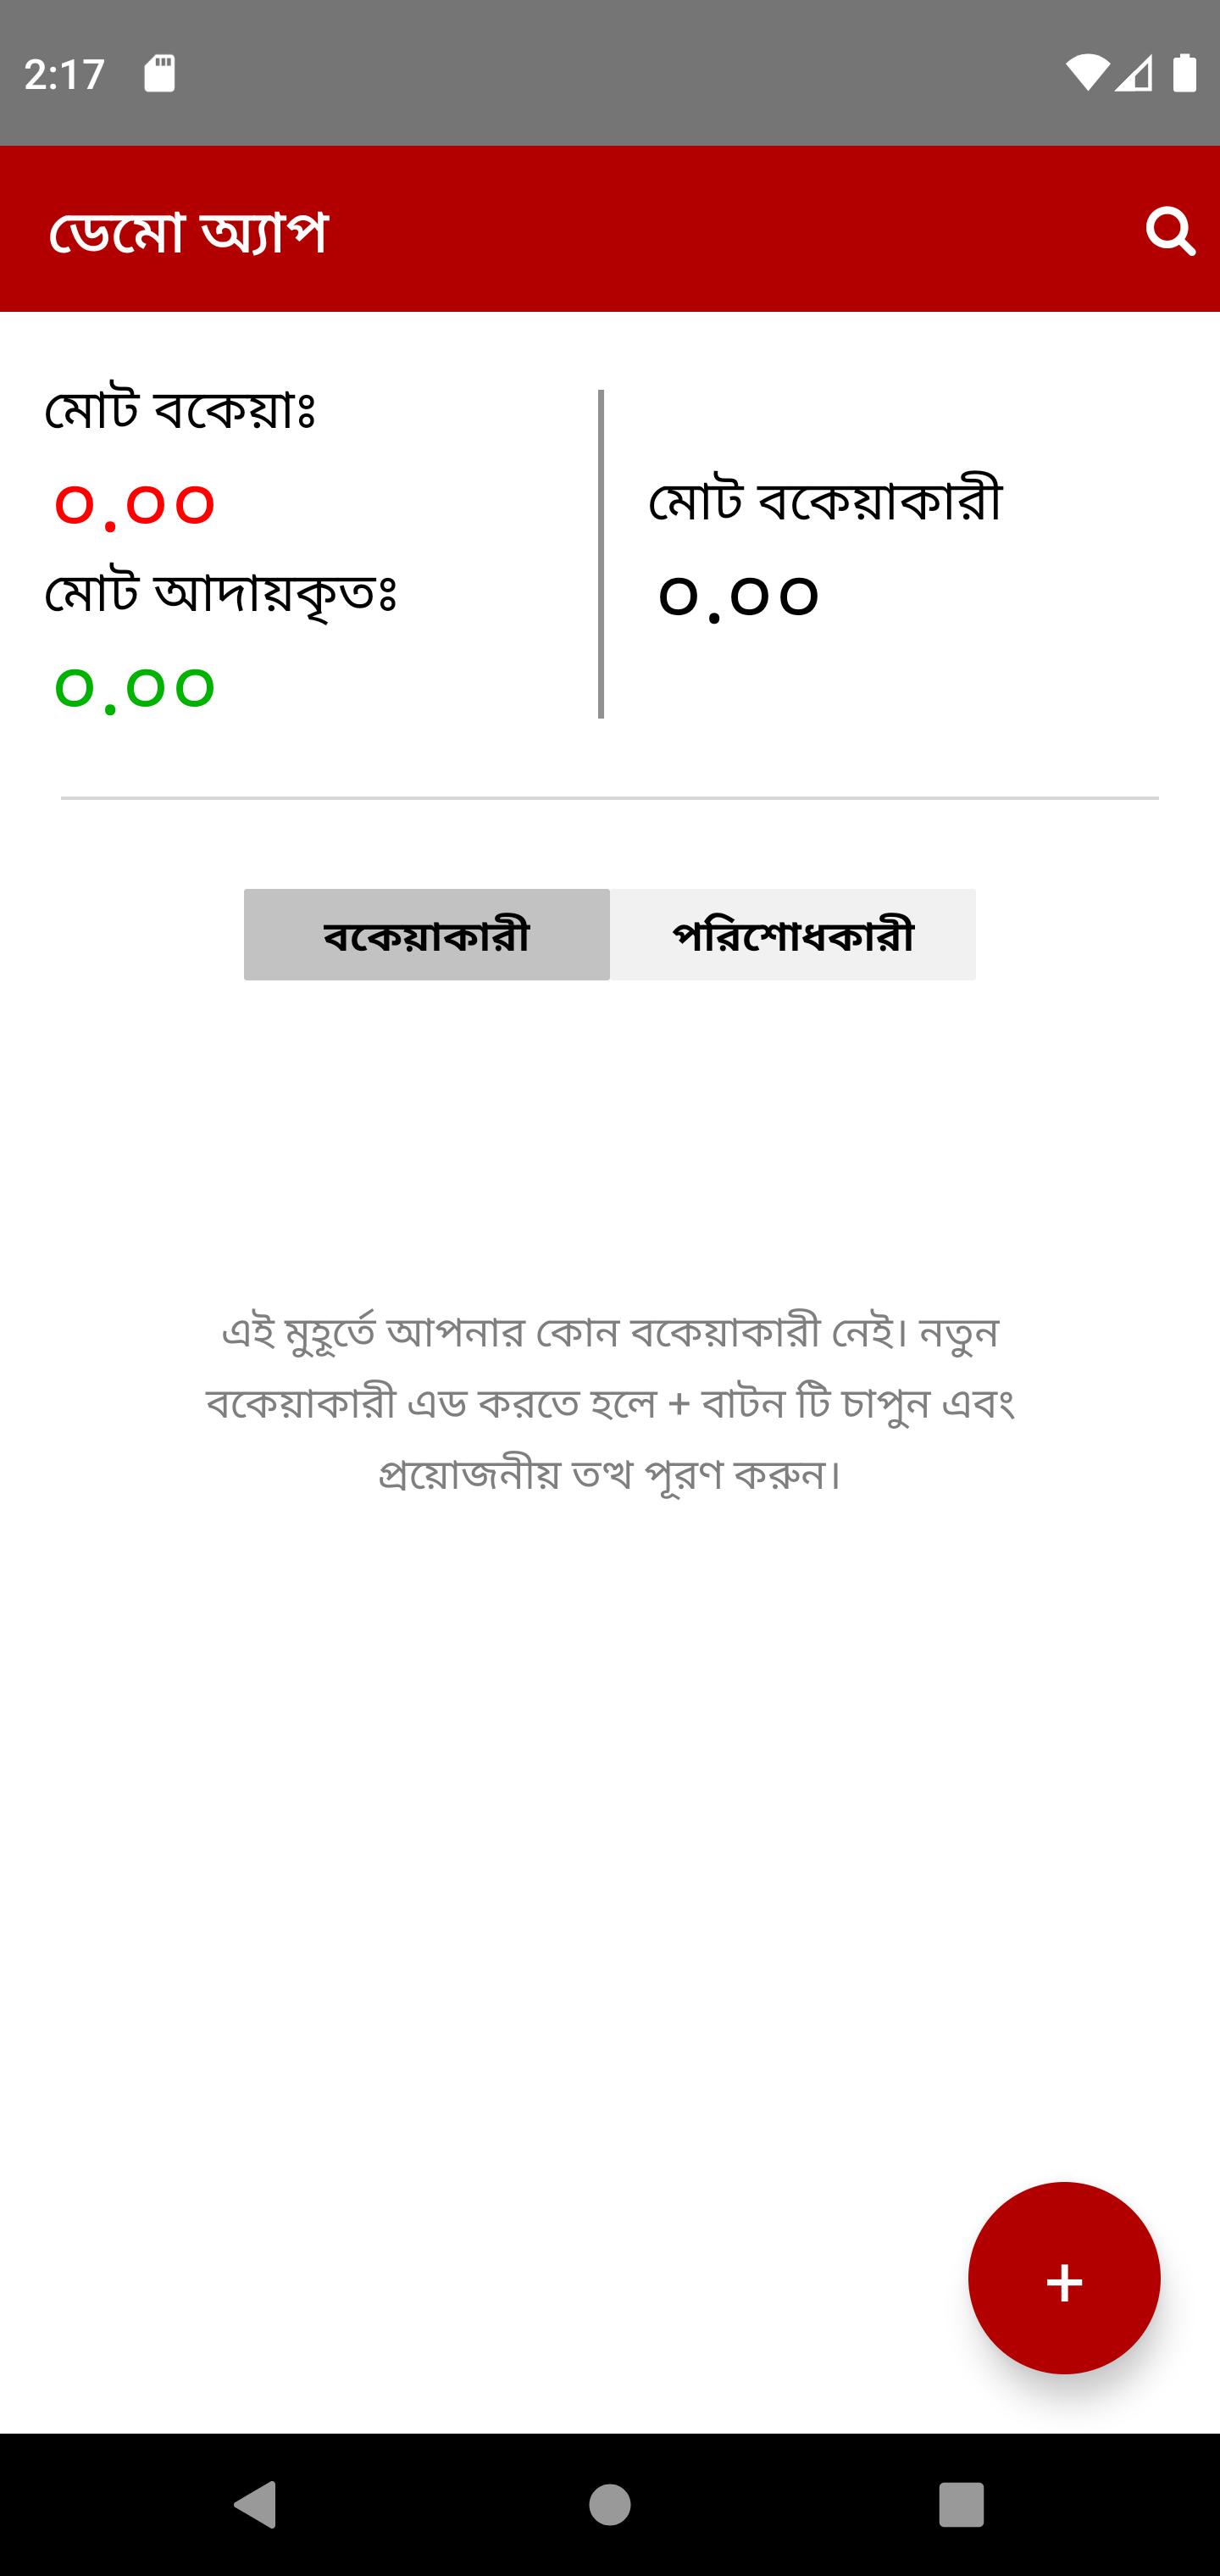 2:17
ডেমো অ্যাপ
মোট বকেয়াঃ
০.০০
মোট আদায়কৃতঃ
০.০০
মোট বকেয়াকারী
০.০০
বকেয়াকারী
পরিশোধকারী
এই মুহূর্তে আপনার কোন বকেয়াকারী নেই। নতুন
বকেয়াকারী এড করতে হলে + বাটন টি চাপুন এবং
প্রয়োজনীয় তত্থ পূরণ করুন।
+